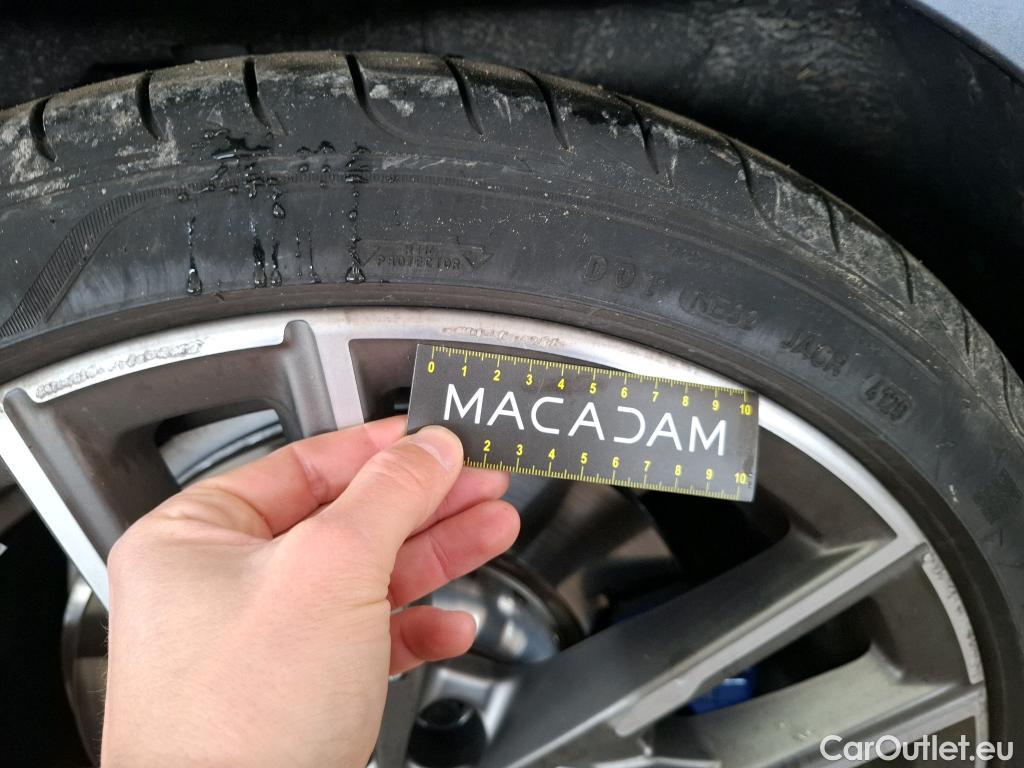 RIM
PROTECTOR
DOT
0 1 2 3 4 5 6 7 8 9 10
MACADAM
2 3 4 5 6 7 8 9 10
CarOutlet.eu